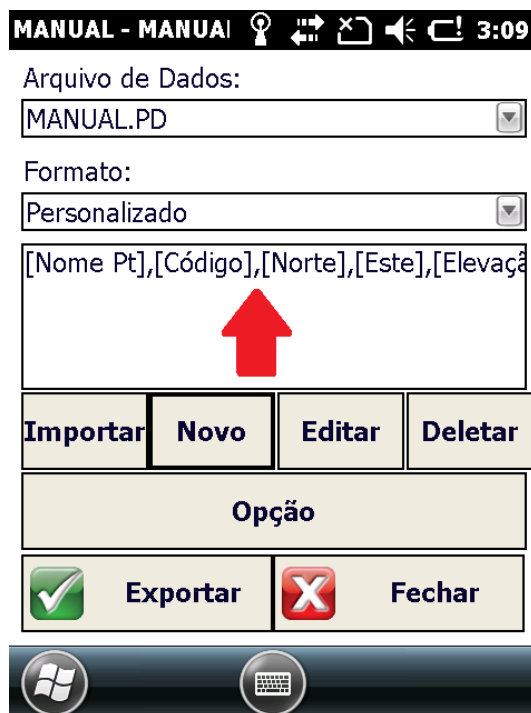 MANUAL - MANUAI 3:09
Arquivo de Dados:
MANUAL.PD
Formato:
Personalizado
[Nome Pt],[Código],[Norte],[Este],[Elevaçã
Importar Novo Editar Deletar
Opção
Exportar Fechar